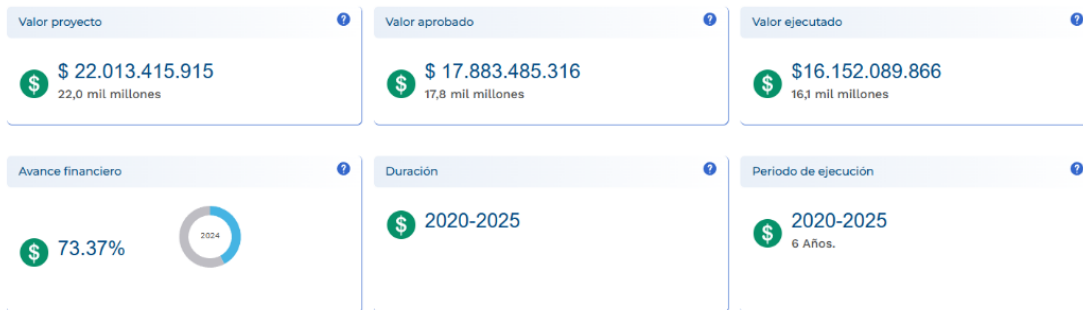 Valor proyecto
?
Valor aprobado
?
Valor ejecutado
?
$
$ 22.013.415.915
22,0 mil millones
$
$ 17.883.485.316
17,8 mil millones
$
$16.152.089.866
16,1 mil millones
Avance financiero
?
Duración
?
Periodo de ejecución
?
$
73.37%
2024
$
2020-2025
$
2020-2025
6 Años.